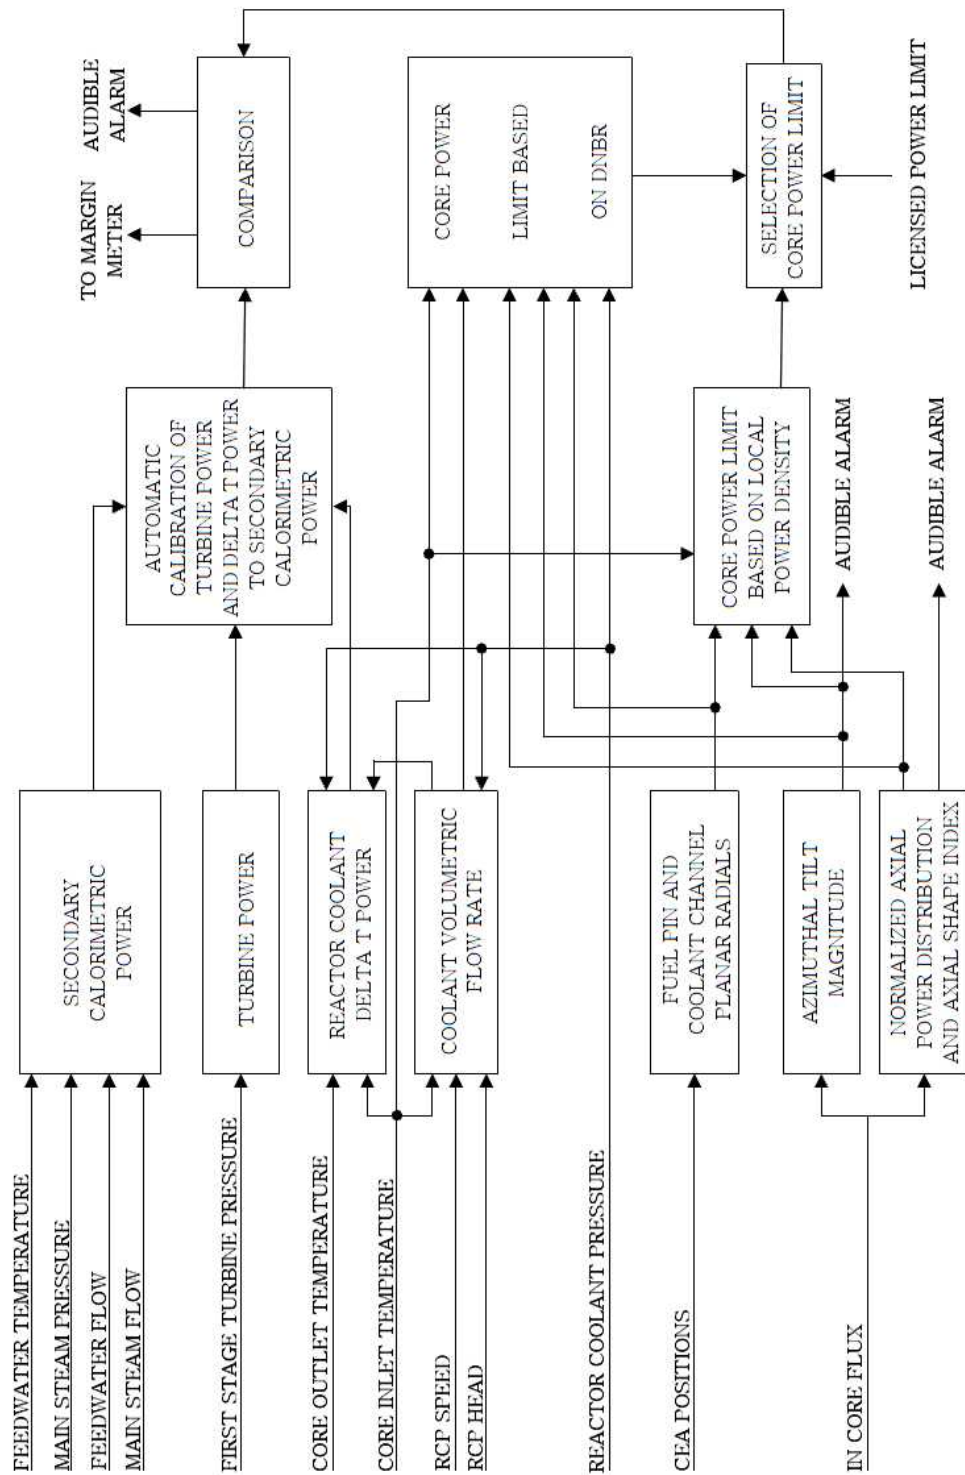 FEEDWATER TEMPERATURE
MAIN STEAM PRESSURE
FEEDWATER FLOW
MAIN STEAM FLOW
FIRST STAGE TURBINE PRESSURE
CORE OUTLET TEMPERATURE
CORE INLET TEMPERATURE
RCP SPEED
RCP HEAD
REACTOR COOLANT PRESSURE
CEA POSITIONS
IN CORE FLUX
SECONDARY
CALORIMETRIC
POWER
TURBINE POWER
REACTOR COOLANT
DELTA T POWER
COOLANT VOLUMETRIC
FLOW RATE
FUEL PIN AND
COOLANT CHANNEL
PLANAR RADIALS
AZIMUTHAL TILT
MAGNITUDE
NORMALIZED AXIAL
POWER DISTRIBUTION
AND AXIAL SHAPE INDEX
AUTOMATIC
CALIBRATION OF
TURBINE POWER
AND DELTA T POWER
TO SECONDARY
CALORIMETRIC
POWER
CORE POWER LIMIT
BASED ON LOCAL
POWER DENSITY
AUDIBLE ALARM
AUDIBLE ALARM
TO MARGIN
METER
AUDIBLE
ALARM
COMPARISON
CORE POWER
LIMIT BASED
ON DNBR
SELECTION OF
CORE POWER LIMIT
LICENSED POWER LIMIT